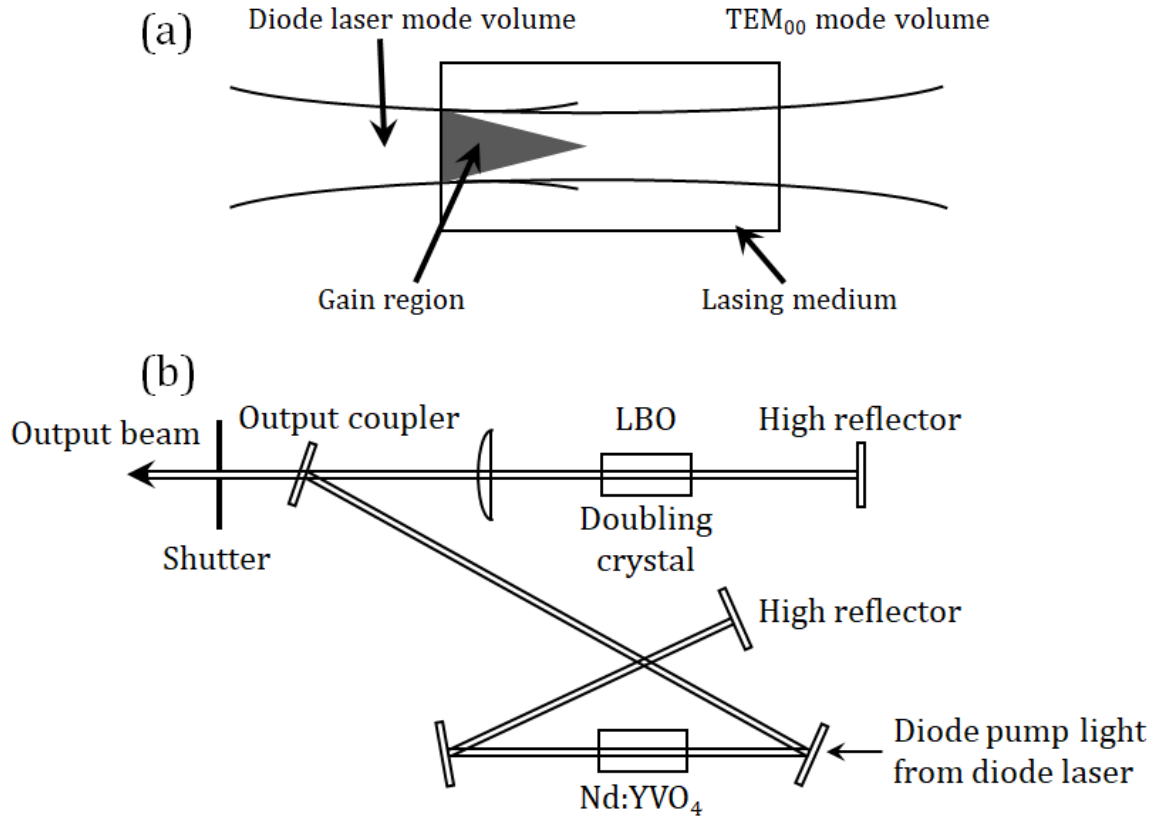 (a)
Diode laser mode volume
TEM₀₀ mode volume
Gain region
Lasing medium
(b)
Output beam
Output coupler
LBO
High reflector
Shutter
Doubling
crystal
High reflector
Diode pump light
from diode laser
Nd:YVO₄